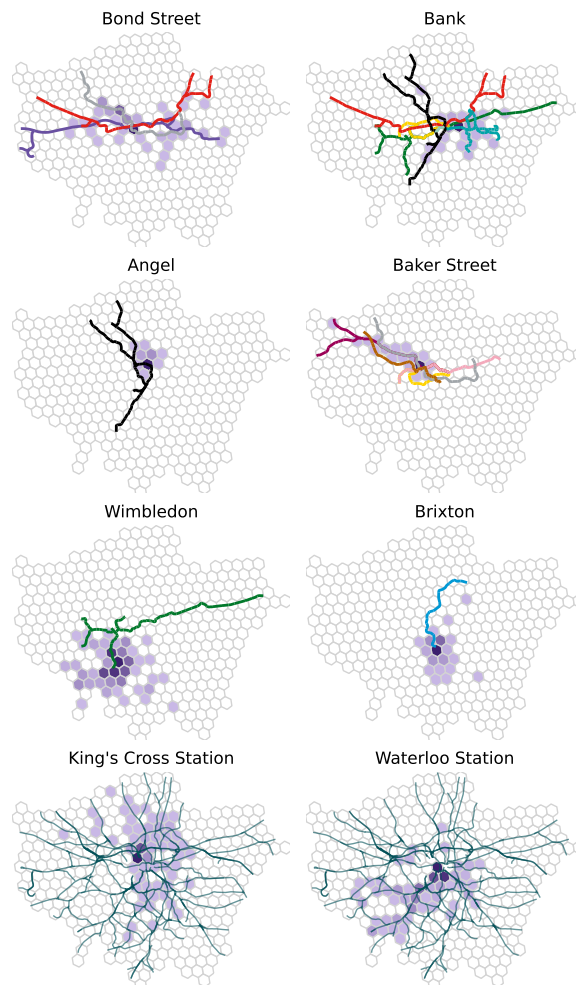 Bond Street
Bank
Angel
Baker Street
Wimbledon
Brixton
King's Cross Station
Waterloo Station